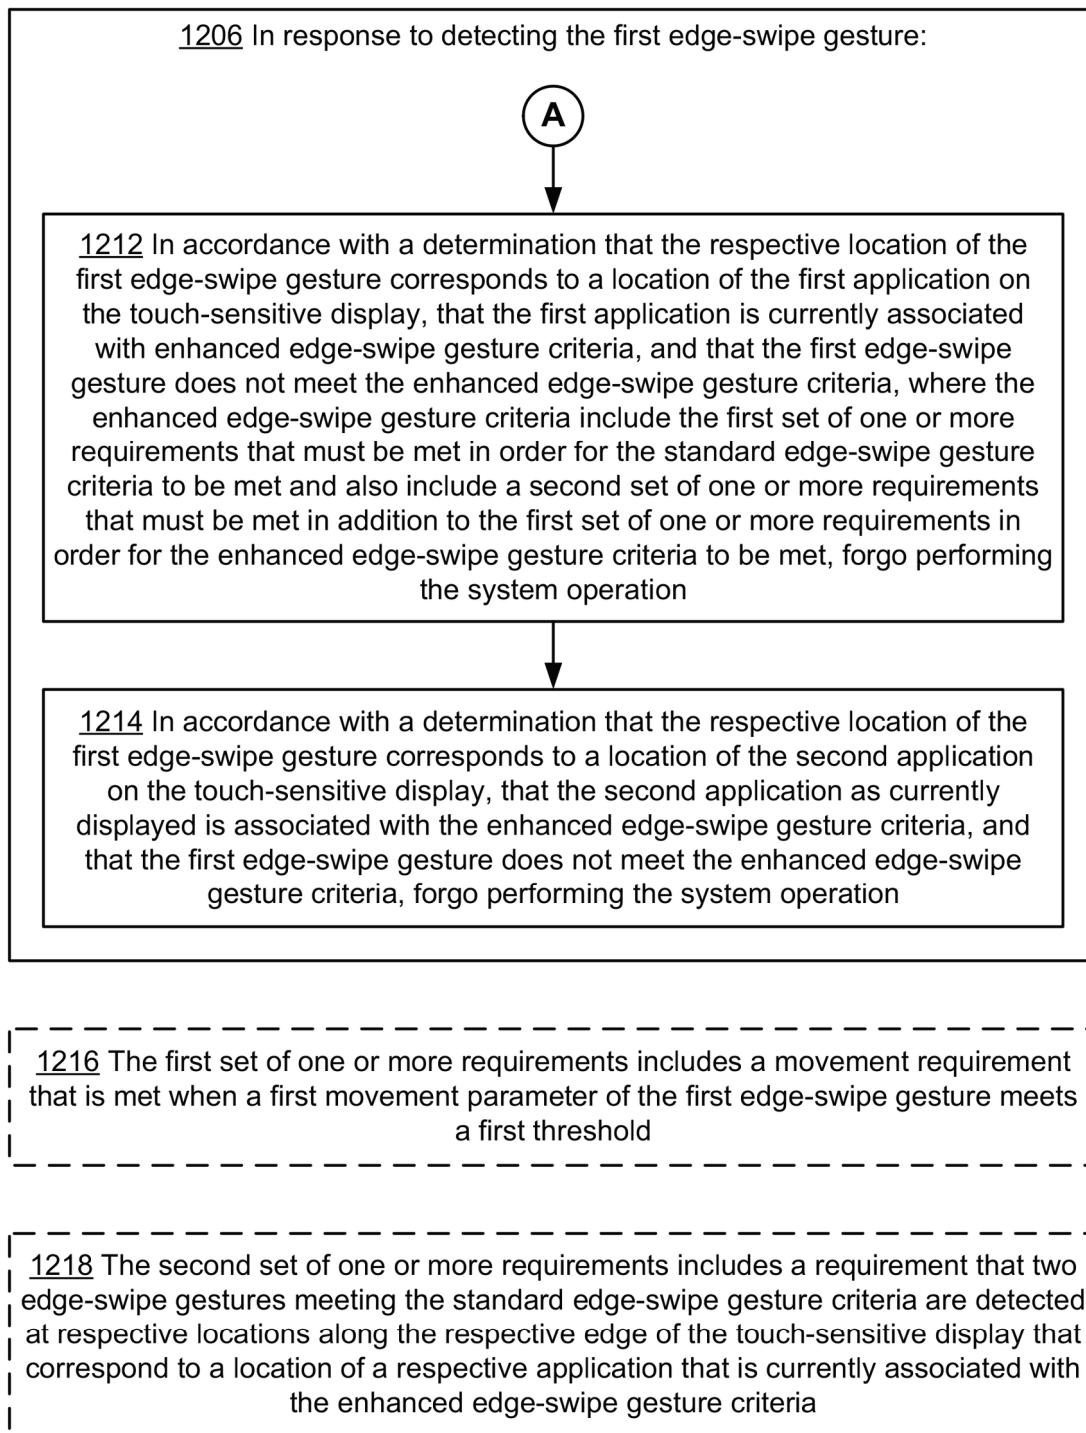 1206 In response to detecting the first edge-swipe gesture:
A
1212 In accordance with a determination that the respective location of the
first edge-swipe gesture corresponds to a location of the first application on
the touch-sensitive display, that the first application is currently associated
with enhanced edge-swipe gesture criteria, and that the first edge-swipe
gesture does not meet the enhanced edge-swipe gesture criteria, where the
enhanced edge-swipe gesture criteria include the first set of one or more
requirements that must be met in order for the standard edge-swipe gesture
criteria to be met and also include a second set of one or more requirements
that must be met in addition to the first set of one or more requirements in
order for the enhanced edge-swipe gesture criteria to be met, forgo performing
the system operation
1214 In accordance with a determination that the respective location of the
first edge-swipe gesture corresponds to a location of the second application
on the touch-sensitive display, that the second application as currently
displayed is associated with the enhanced edge-swipe gesture criteria, and
that the first edge-swipe gesture does not meet the enhanced edge-swipe
gesture criteria, forgo performing the system operation
1216 The first set of one or more requirements includes a movement requirement
that is met when a first movement parameter of the first edge-swipe gesture meets
a first threshold
1218 The second set of one or more requirements includes a requirement that two
edge-swipe gestures meeting the standard edge-swipe gesture criteria are detected
at respective locations along the respective edge of the touch-sensitive display that
correspond to a location of a respective application that is currently associated with
the enhanced edge-swipe gesture criteria